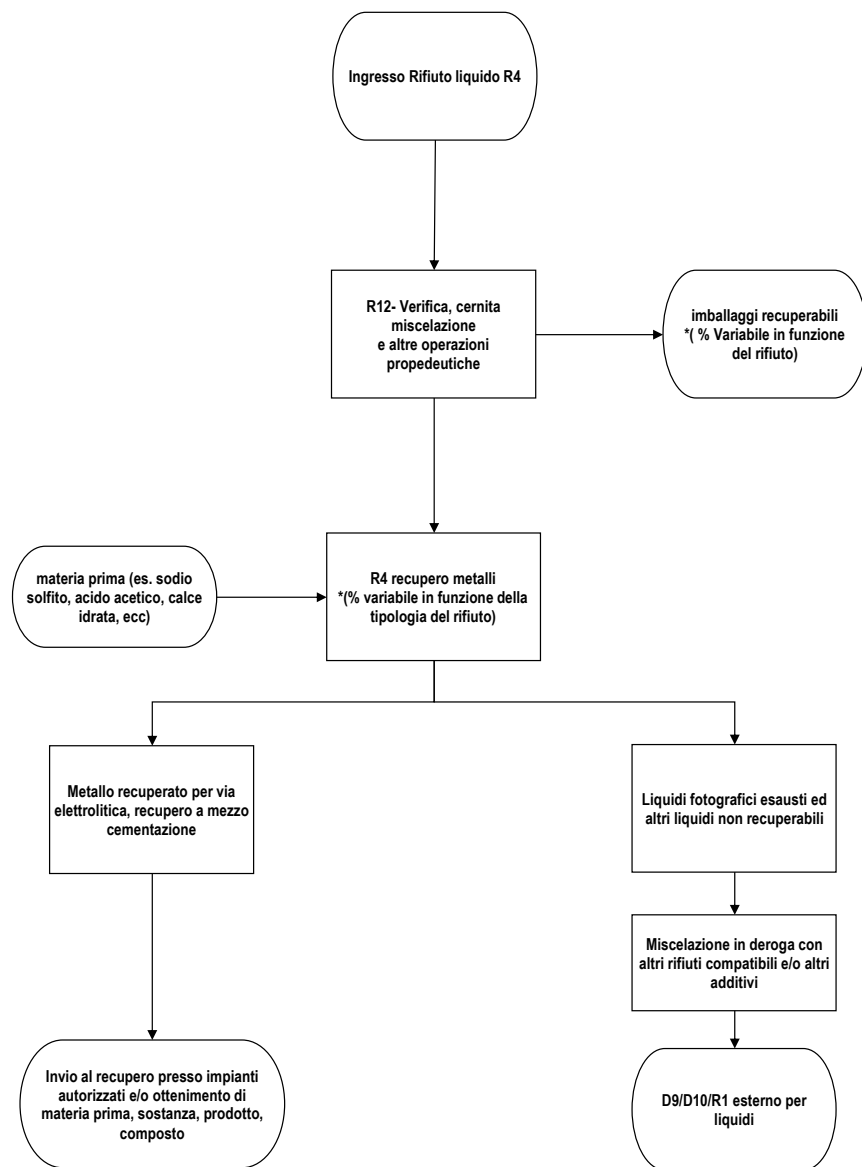 Ingresso Rifiuto liquido R4
R12- Verifica, cernita
miscelazione
e altre operazioni
propedeutiche
imballaggi recuperabili
*( % Variabile in funzione
del rifiuto)
materia prima (es. sodio
solfito, acido acetico, calce
idrata, ecc)
R4 recupero metalli
*(% variabile in funzione della
tipologia del rifiuto)
Metallo recuperato per via
elettrolitica, recupero a mezzo
cementazione
Liquidi fotografici esausti ed
altri liquidi non recuperabili
Miscelazione in deroga con
altri rifiuti compatibili e/o altri
additivi
Invio al recupero presso impianti
autorizzati e/o ottenimento di
materia prima, sostanza, prodotto,
composto
D9/D10/R1 esterno per
liquidi